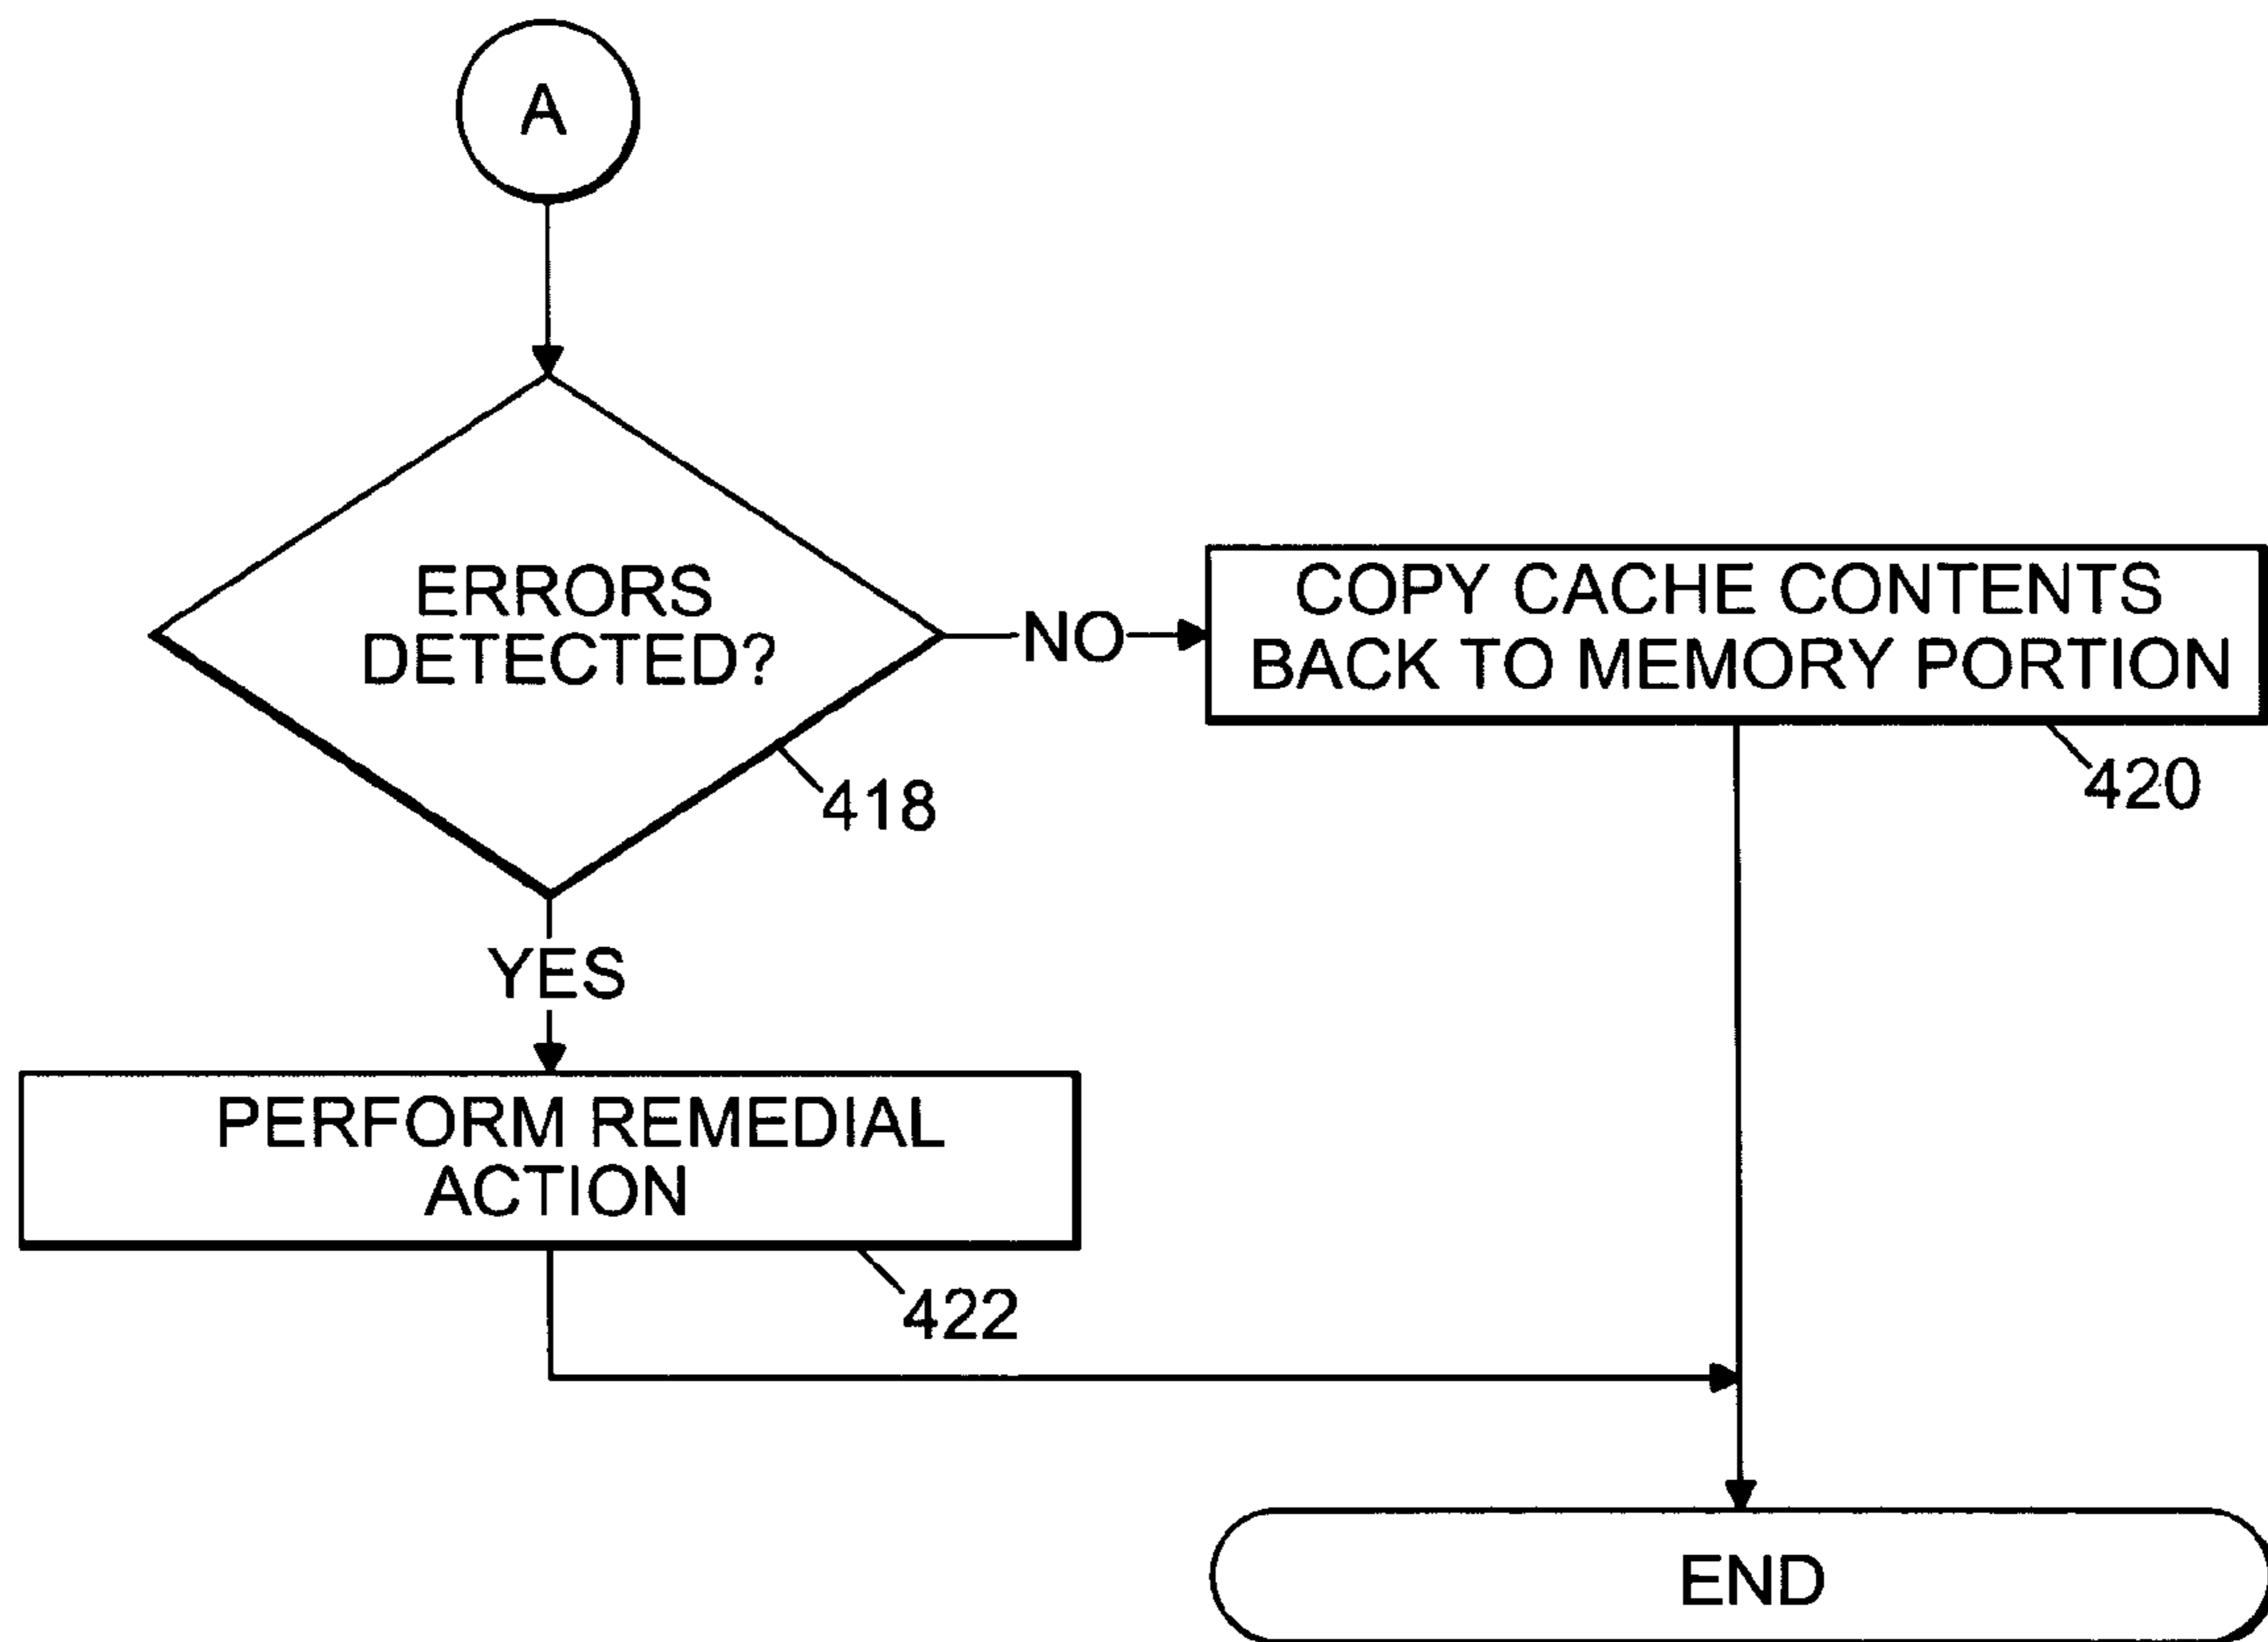 A
ERRORS
DETECTED?
NO
COPY CACHE CONTENTS
BACK TO MEMORY PORTION
418
420
YES
PERFORM REMEDIAL
ACTION
422
END